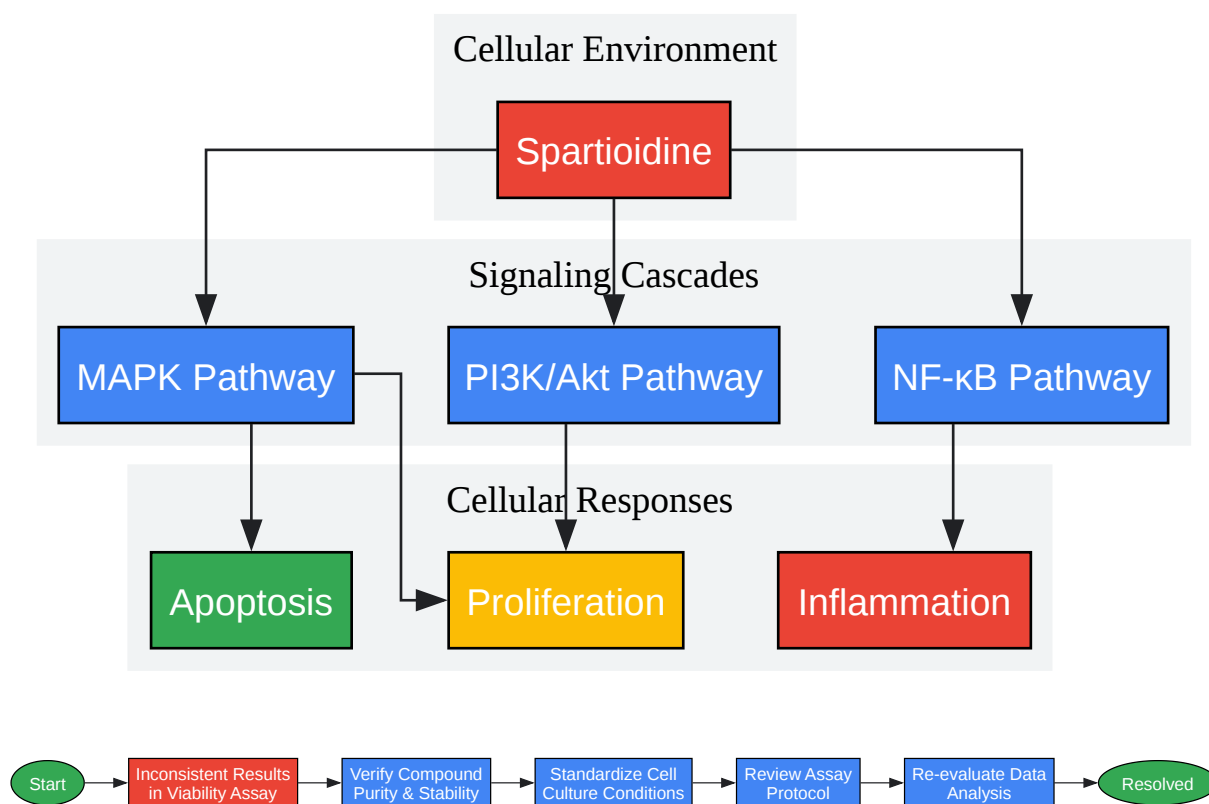 Cellular Environment
Spartioidine
Signaling Cascades
MAPK Pathway
PI3K/Akt Pathway
NF-κB Pathway
Cellular Responses
Apoptosis
Proliferation
Inflammation
Start
Inconsistent Results
in Viability Assay
Verify Compound
Purity & Stability
Standardize Cell
Culture Conditions
Review Assay
Protocol
Re-evaluate Data
Analysis
Resolved